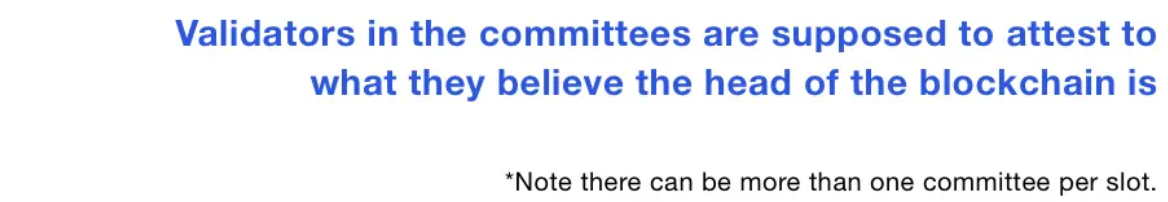 Validators in the committees are supposed to attest to
what they believe the head of the blockchain is
*Note there can be more than one committee per slot.